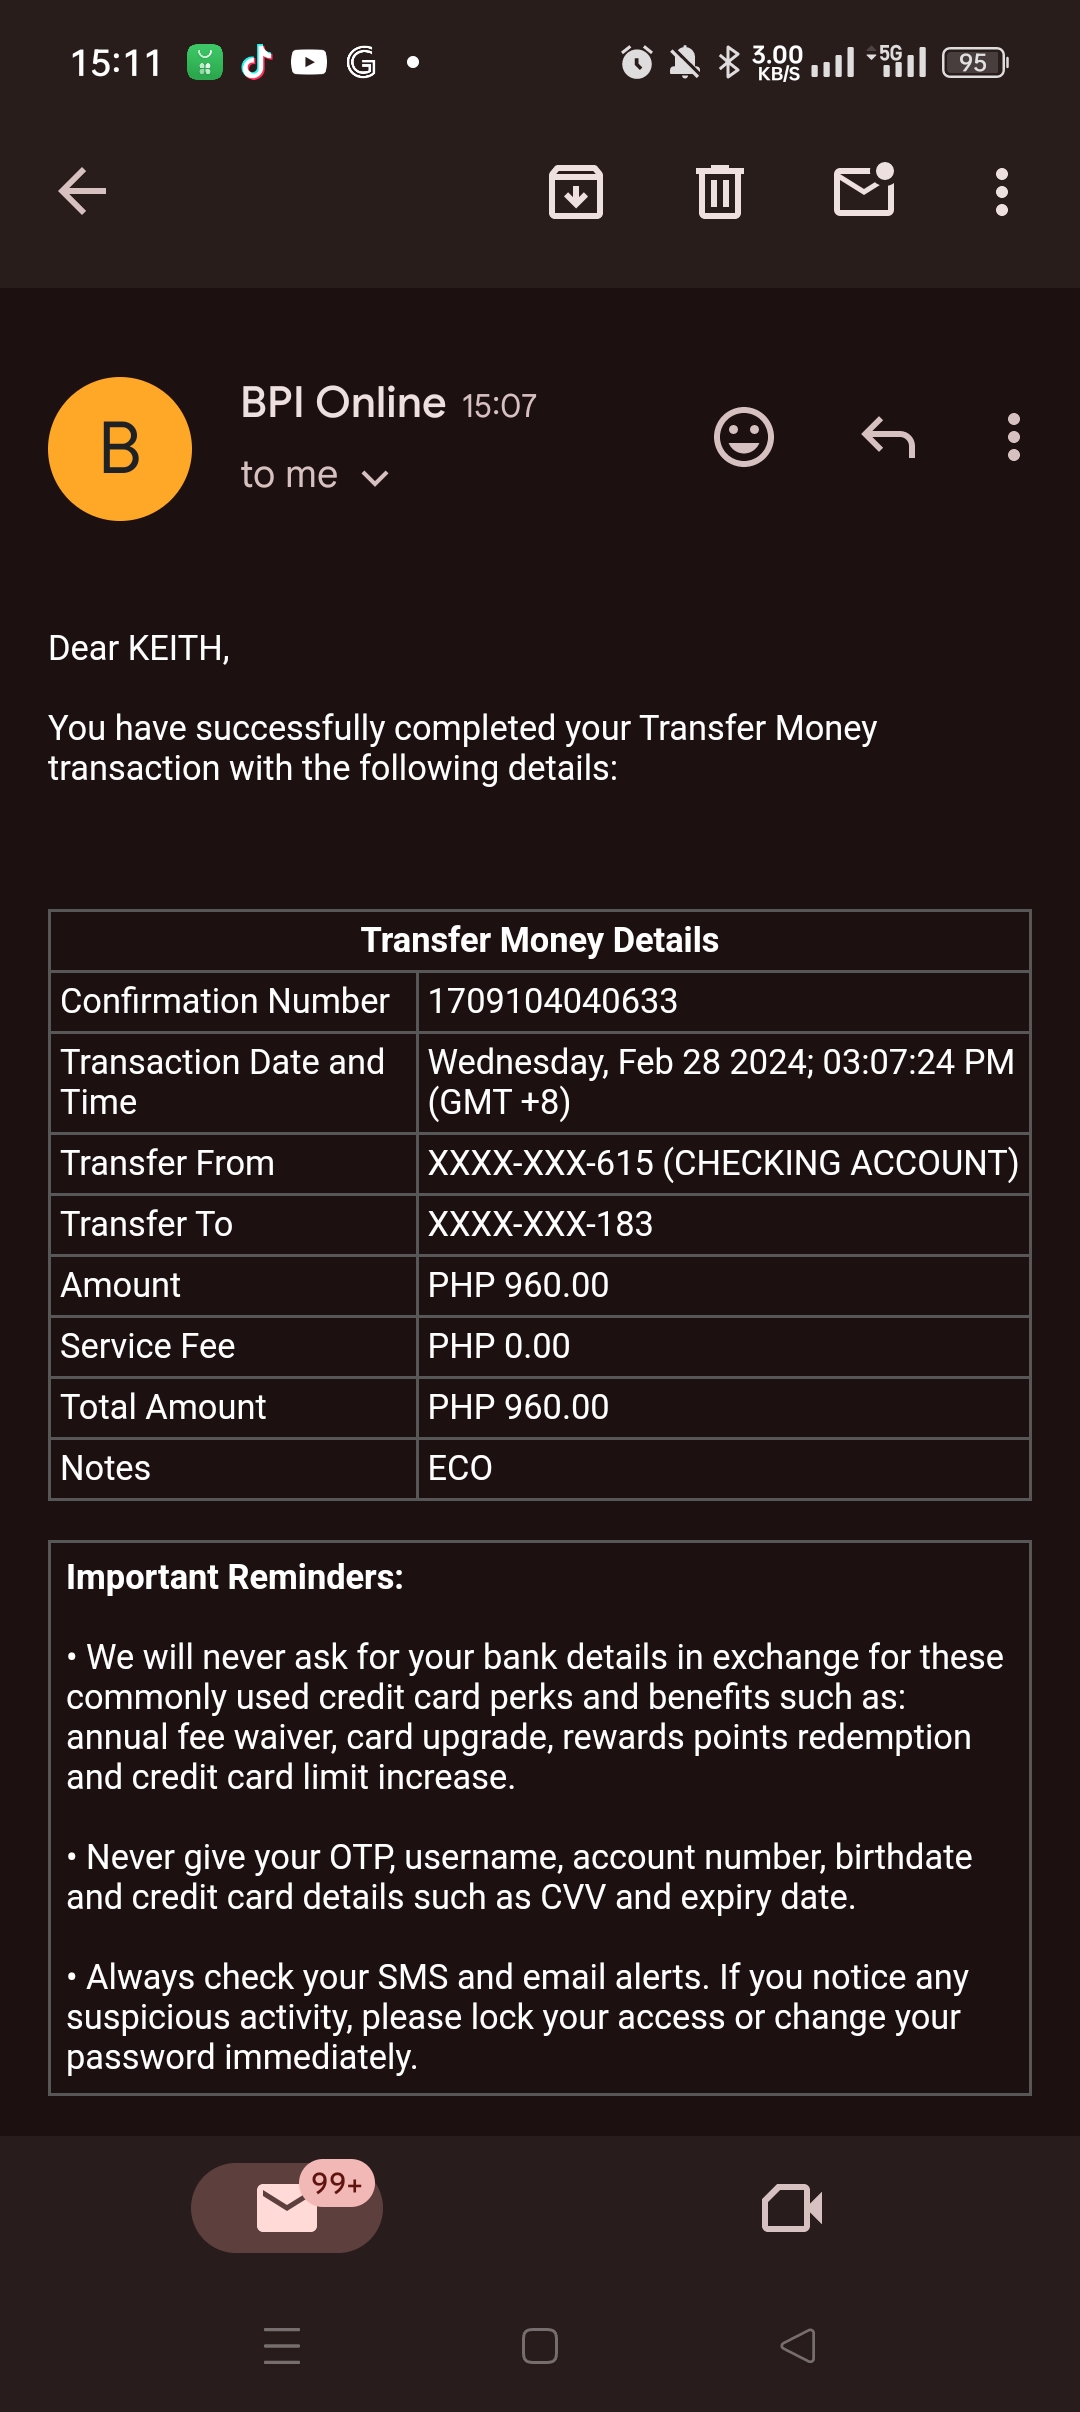 15:11
3.00
KB/S
5G
95
BPI Online 15:07
B
to me
Dear KEITH,
You have successfully completed your Transfer Money
transaction with the following details:
Transfer Money Details
Confirmation Number 1709104040633
Transaction Date and Wednesday, Feb 28 2024; 03:07:24 PM
Time (GMT +8)
Transfer From XXXX-XXX-615 (CHECKING ACCOUNT)
Transfer To XXXX-XXX-183
Amount PHP 960.00
Service Fee PHP 0.00
Total Amount PHP 960.00
Notes ECO
Important Reminders:
• We will never ask for your bank details in exchange for these
commonly used credit card perks and benefits such as:
annual fee waiver, card upgrade, rewards points redemption
and credit card limit increase.
• Never give your OTP, username, account number, birthdate
and credit card details such as CVV and expiry date.
• Always check your SMS and email alerts. If you notice any
suspicious activity, please lock your access or change your
password immediately.
99+